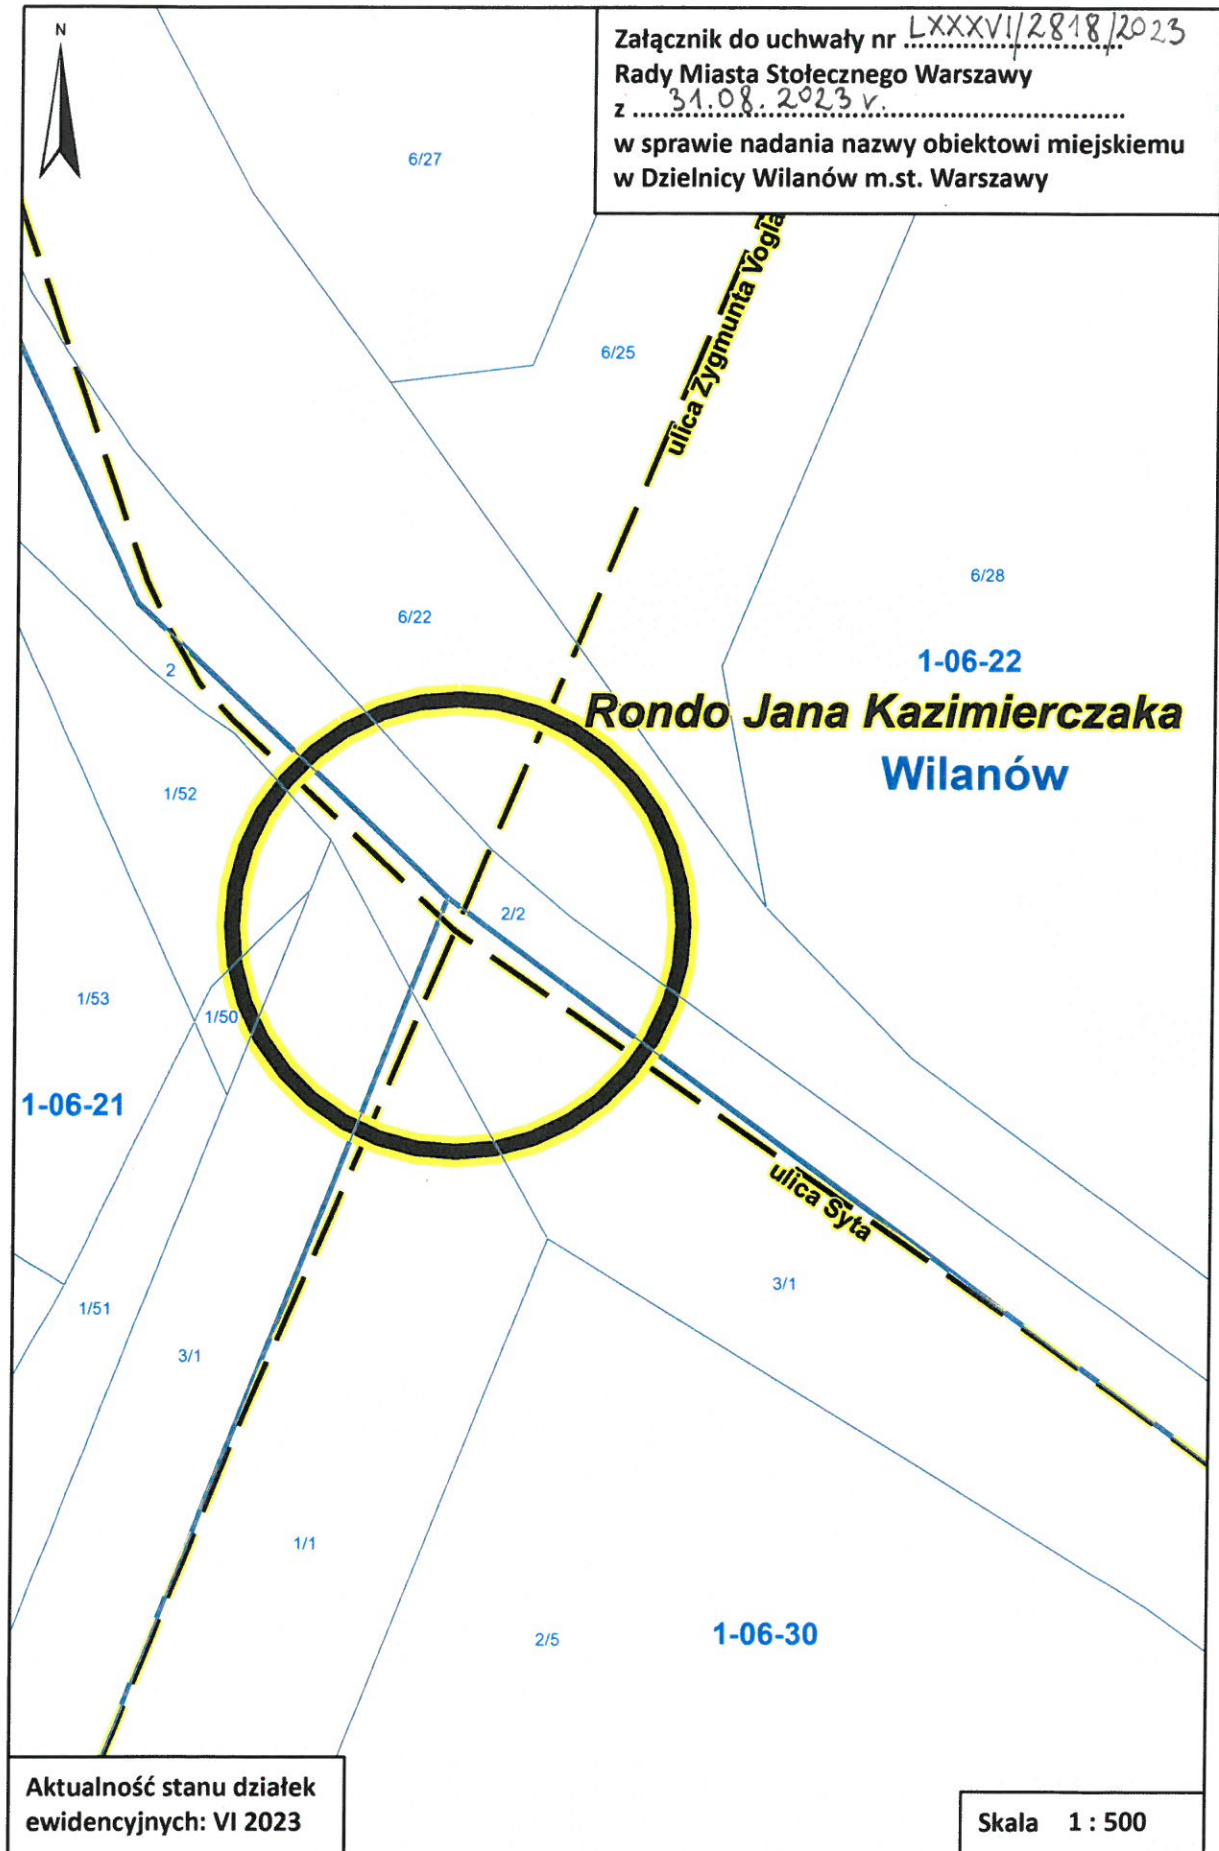 N
Załącznik do uchwały nr LXXXVI/2818/2023
Rady Miasta Stołecznego Warszawy
z 31.08.2023 r.
w sprawie nadania nazwy obiektowi miejskiemu
w Dzielnicy Wilanów m.st. Warszawy
6/27
ulica Zygmunta Vogla
6/25
6/28
6/22
1-06-22
2
Rondo Jana Kazimierczaka
Wilanów
1/52
2/2
1/53
1/50
1-06-21
ulica Syta
3/1
1/51
3/1
1/1
2/5
1-06-30
Aktualność stanu działek
ewidencyjnych: VI 2023
Skala 1 : 500